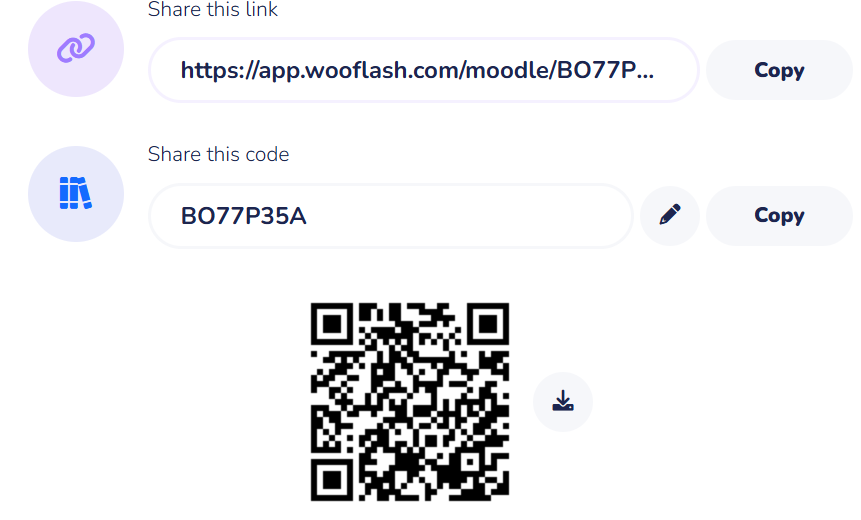 Share this link
https://app.wooflash.com/moodle/BO77P...
Copy
Share this code
BO77P35A
Copy